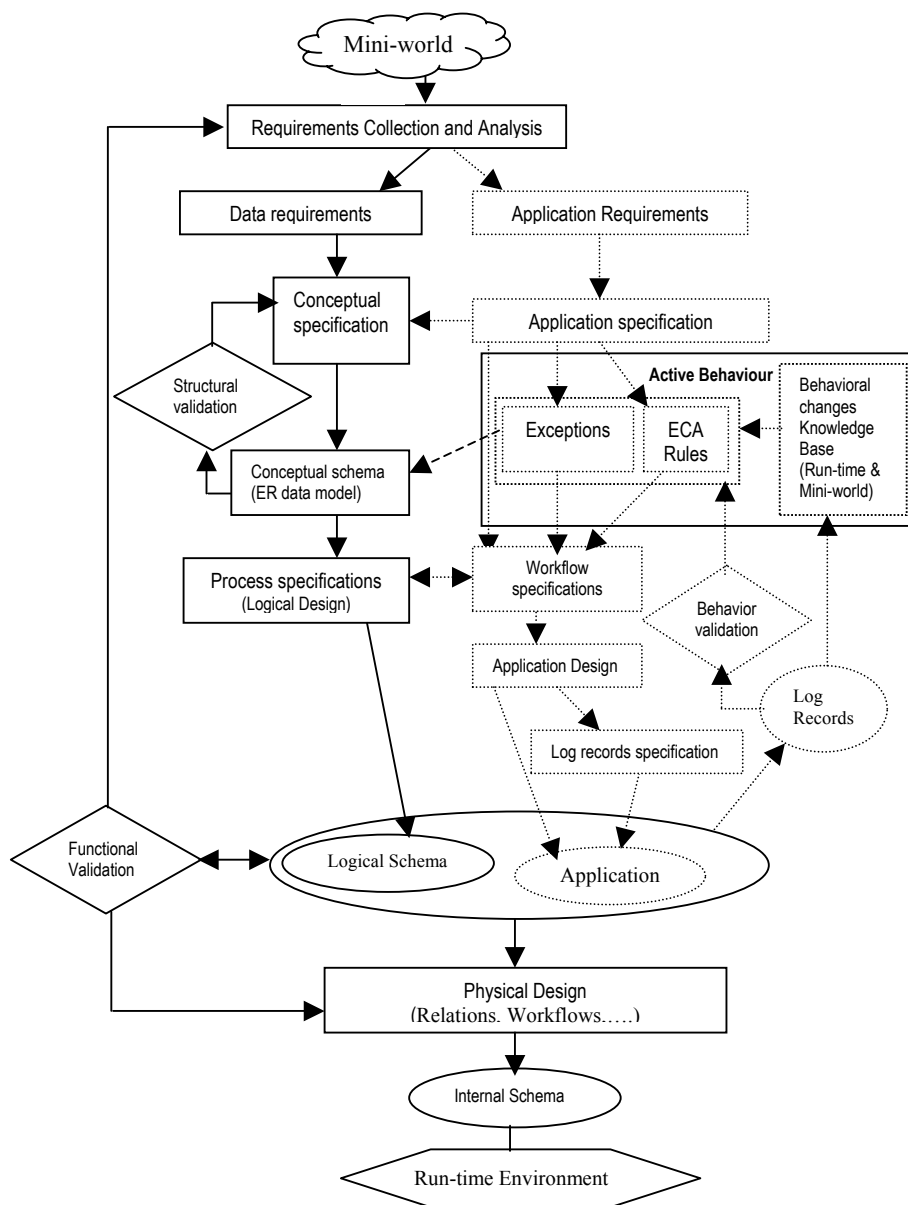 Mini-world
Requirements Collection and Analysis
Data requirements
Application Requirements
Conceptual
specification
Application specification
Structural
validation
Active Behaviour
Behavioral
changes
Knowledge
Base
(Run-time &
Mini-world)
Exceptions
ECA
Rules
Conceptual schema
(ER data model)
Process specifications
(Logical Design)
Workflow
specifications
Behavior
validation
Application Design
Log
Records
Log records specification
Functional
Validation
Logical Schema
Application
Physical Design
(Relations. Workflows.….)
Internal Schema
Run-time Environment